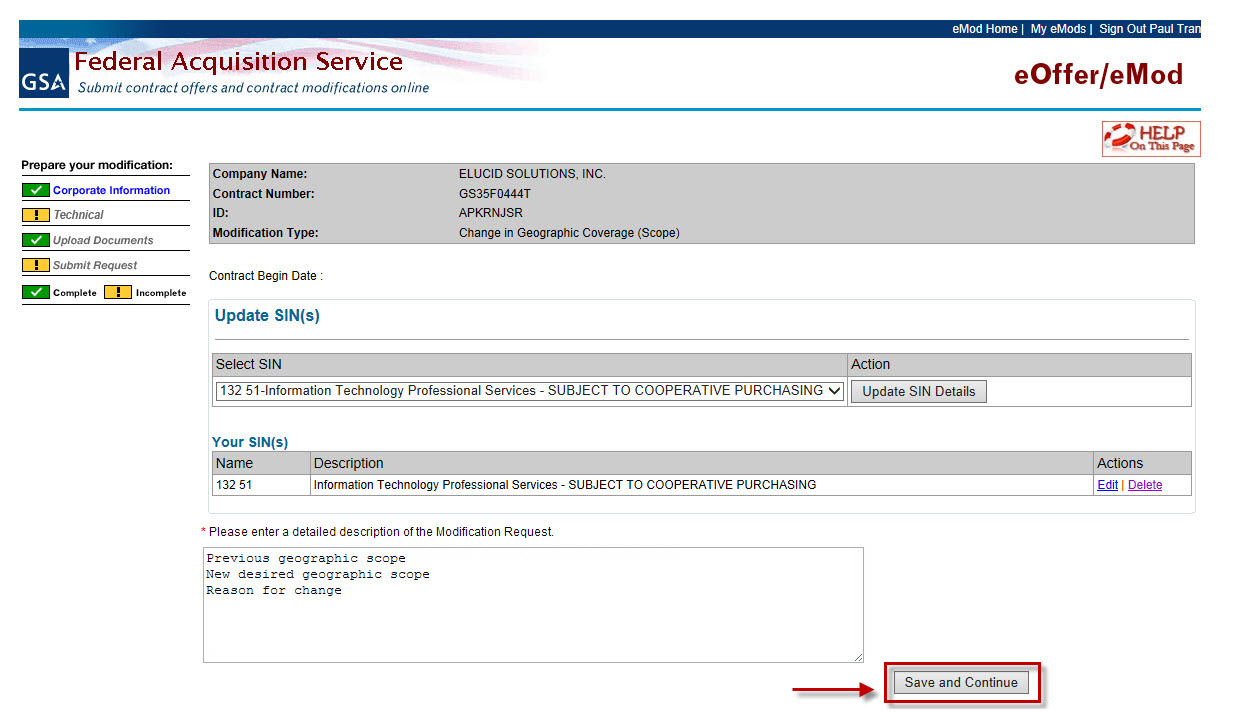 eMod Home | My eMods | Sign Out Paul Tran
GSA
Federal Acquisition Service
Submit contract offers and contract modifications online
eOffer/eMod
HELP
On This Page
Prepare your modification:
Corporate Information
Technical
Upload Documents
Submit Request
Complete Incomplete
Company Name: ELUCID SOLUTIONS, INC.
Contract Number: GS35F0444T
ID: APKRNJSR
Modification Type: Change in Geographic Coverage (Scope)
Contract Begin Date :
Update SIN(s)
Select SIN Action
132 51-Information Technology Professional Services - SUBJECT TO COOPERATIVE PURCHASING Update SIN Details
Your SIN(s)
Name Description Actions
132 51 Information Technology Professional Services - SUBJECT TO COOPERATIVE PURCHASING Edit | Delete
* Please enter a detailed description of the Modification Request.
Previous geographic scope
New desired geographic scope
Reason for change
Save and Continue